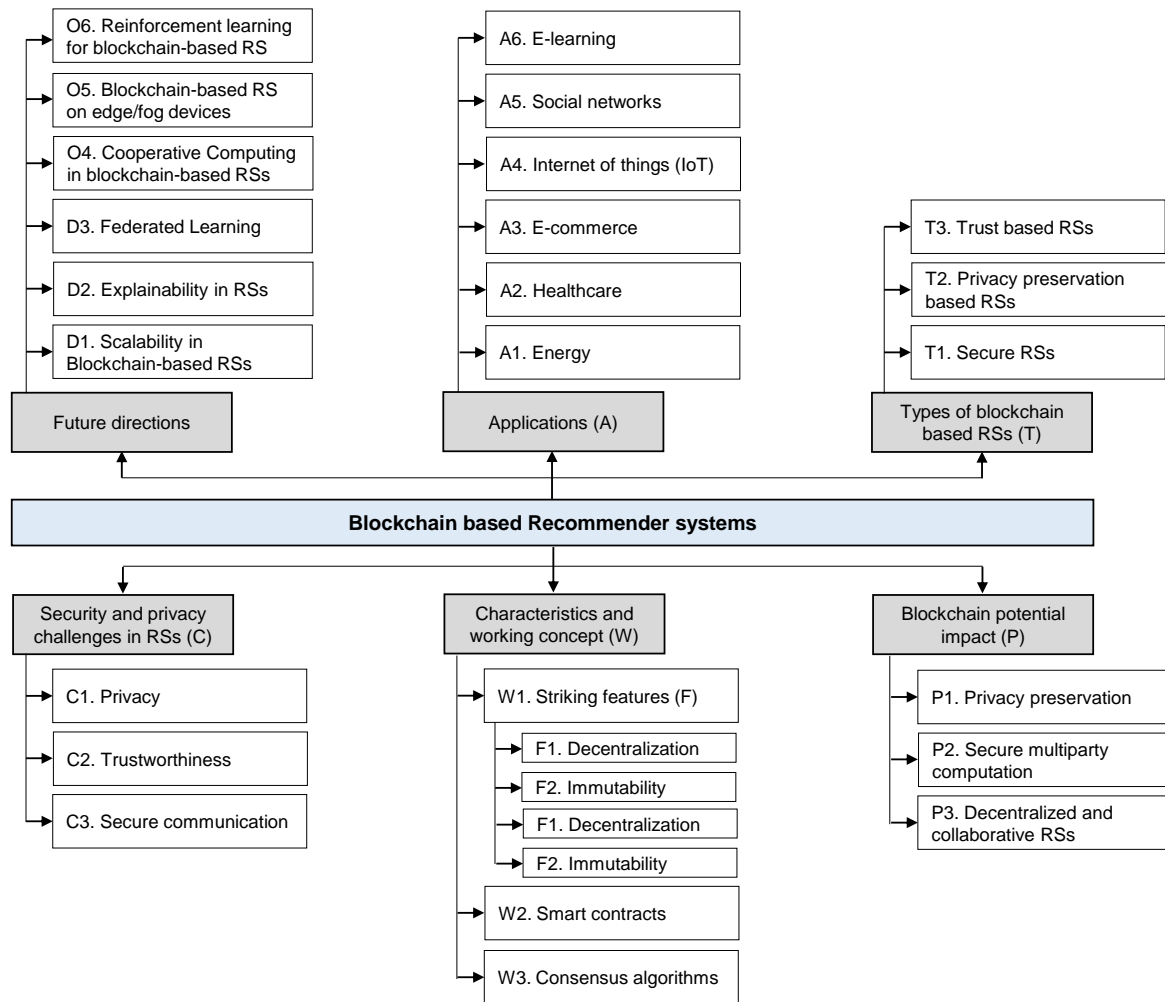 O6. Reinforcement learning
for blockchain-based RS
O5. Blockchain-based RS
on edge/fog devices
O4. Cooperative Computing
in blockchain-based RSs
D3. Federated Learning
D2. Explainability in RSs
D1. Scalability in
Blockchain-based RSs
Future directions
A6. E-learning
A5. Social networks
A4. Internet of things (IoT)
A3. E-commerce
A2. Healthcare
A1. Energy
Applications (A)
T3. Trust based RSs
T2. Privacy preservation
based RSs
T1. Secure RSs
Types of blockchain
based RSs (T)
Blockchain based Recommender systems
Security and privacy
challenges in RSs (C)
C1. Privacy
C2. Trustworthiness
C3. Secure communication
Characteristics and
working concept (W)
W1. Striking features (F)
F1. Decentralization
F2. Immutability
F1. Decentralization
F2. Immutability
W2. Smart contracts
W3. Consensus algorithms
Blockchain potential
impact (P)
P1. Privacy preservation
P2. Secure multiparty
computation
P3. Decentralized and
collaborative RSs